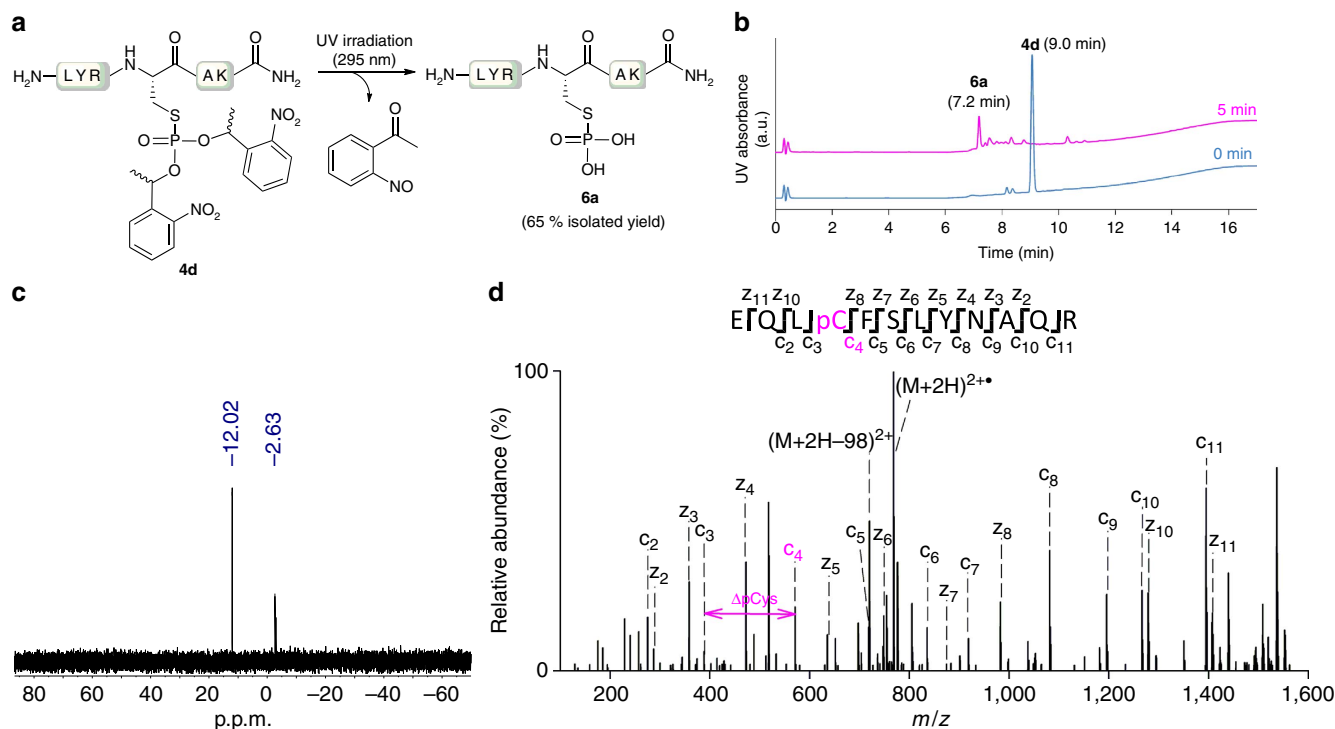 a
H₂N LYR H N O AK O NH₂
S
O=P O NO₂
O
NO₂
4d
UV irradiation
(295 nm)
O
NO
H₂N LYR H N O AK O NH₂
S
O=P OH
OH
6a
(65 % isolated yield)
b
UV absorbance
(a.u.)
4d (9.0 min)
6a
(7.2 min)
5 min
0 min
0 2 4 6 8 10 12 14 16
Time (min)
c
–12.02
–2.63
80 60 40 20 0 –20 –40 –60
p.p.m.
d
z₁₁ z₁₀ z₈ z₇ z₆ z₅ z₄ z₃ z₂
EQLpCFSLYNAQR
c₂ c₃ c₄ c₅ c₆ c₇ c₈ c₉ c₁₀ c₁₁
Relative abundance (%)
100
0
(M+2H)²⁺•
(M+2H–98)²⁺
c₂ z₂ z₃ c₃ z₄ c₄ z₅ c₅ z₆ c₆ z₇ c₇ z₈ c₈ c₉ c₁₀ z₁₀ c₁₁ z₁₁
ΔpCys
200 400 600 800 1,000 1,200 1,400 1,600
m/z